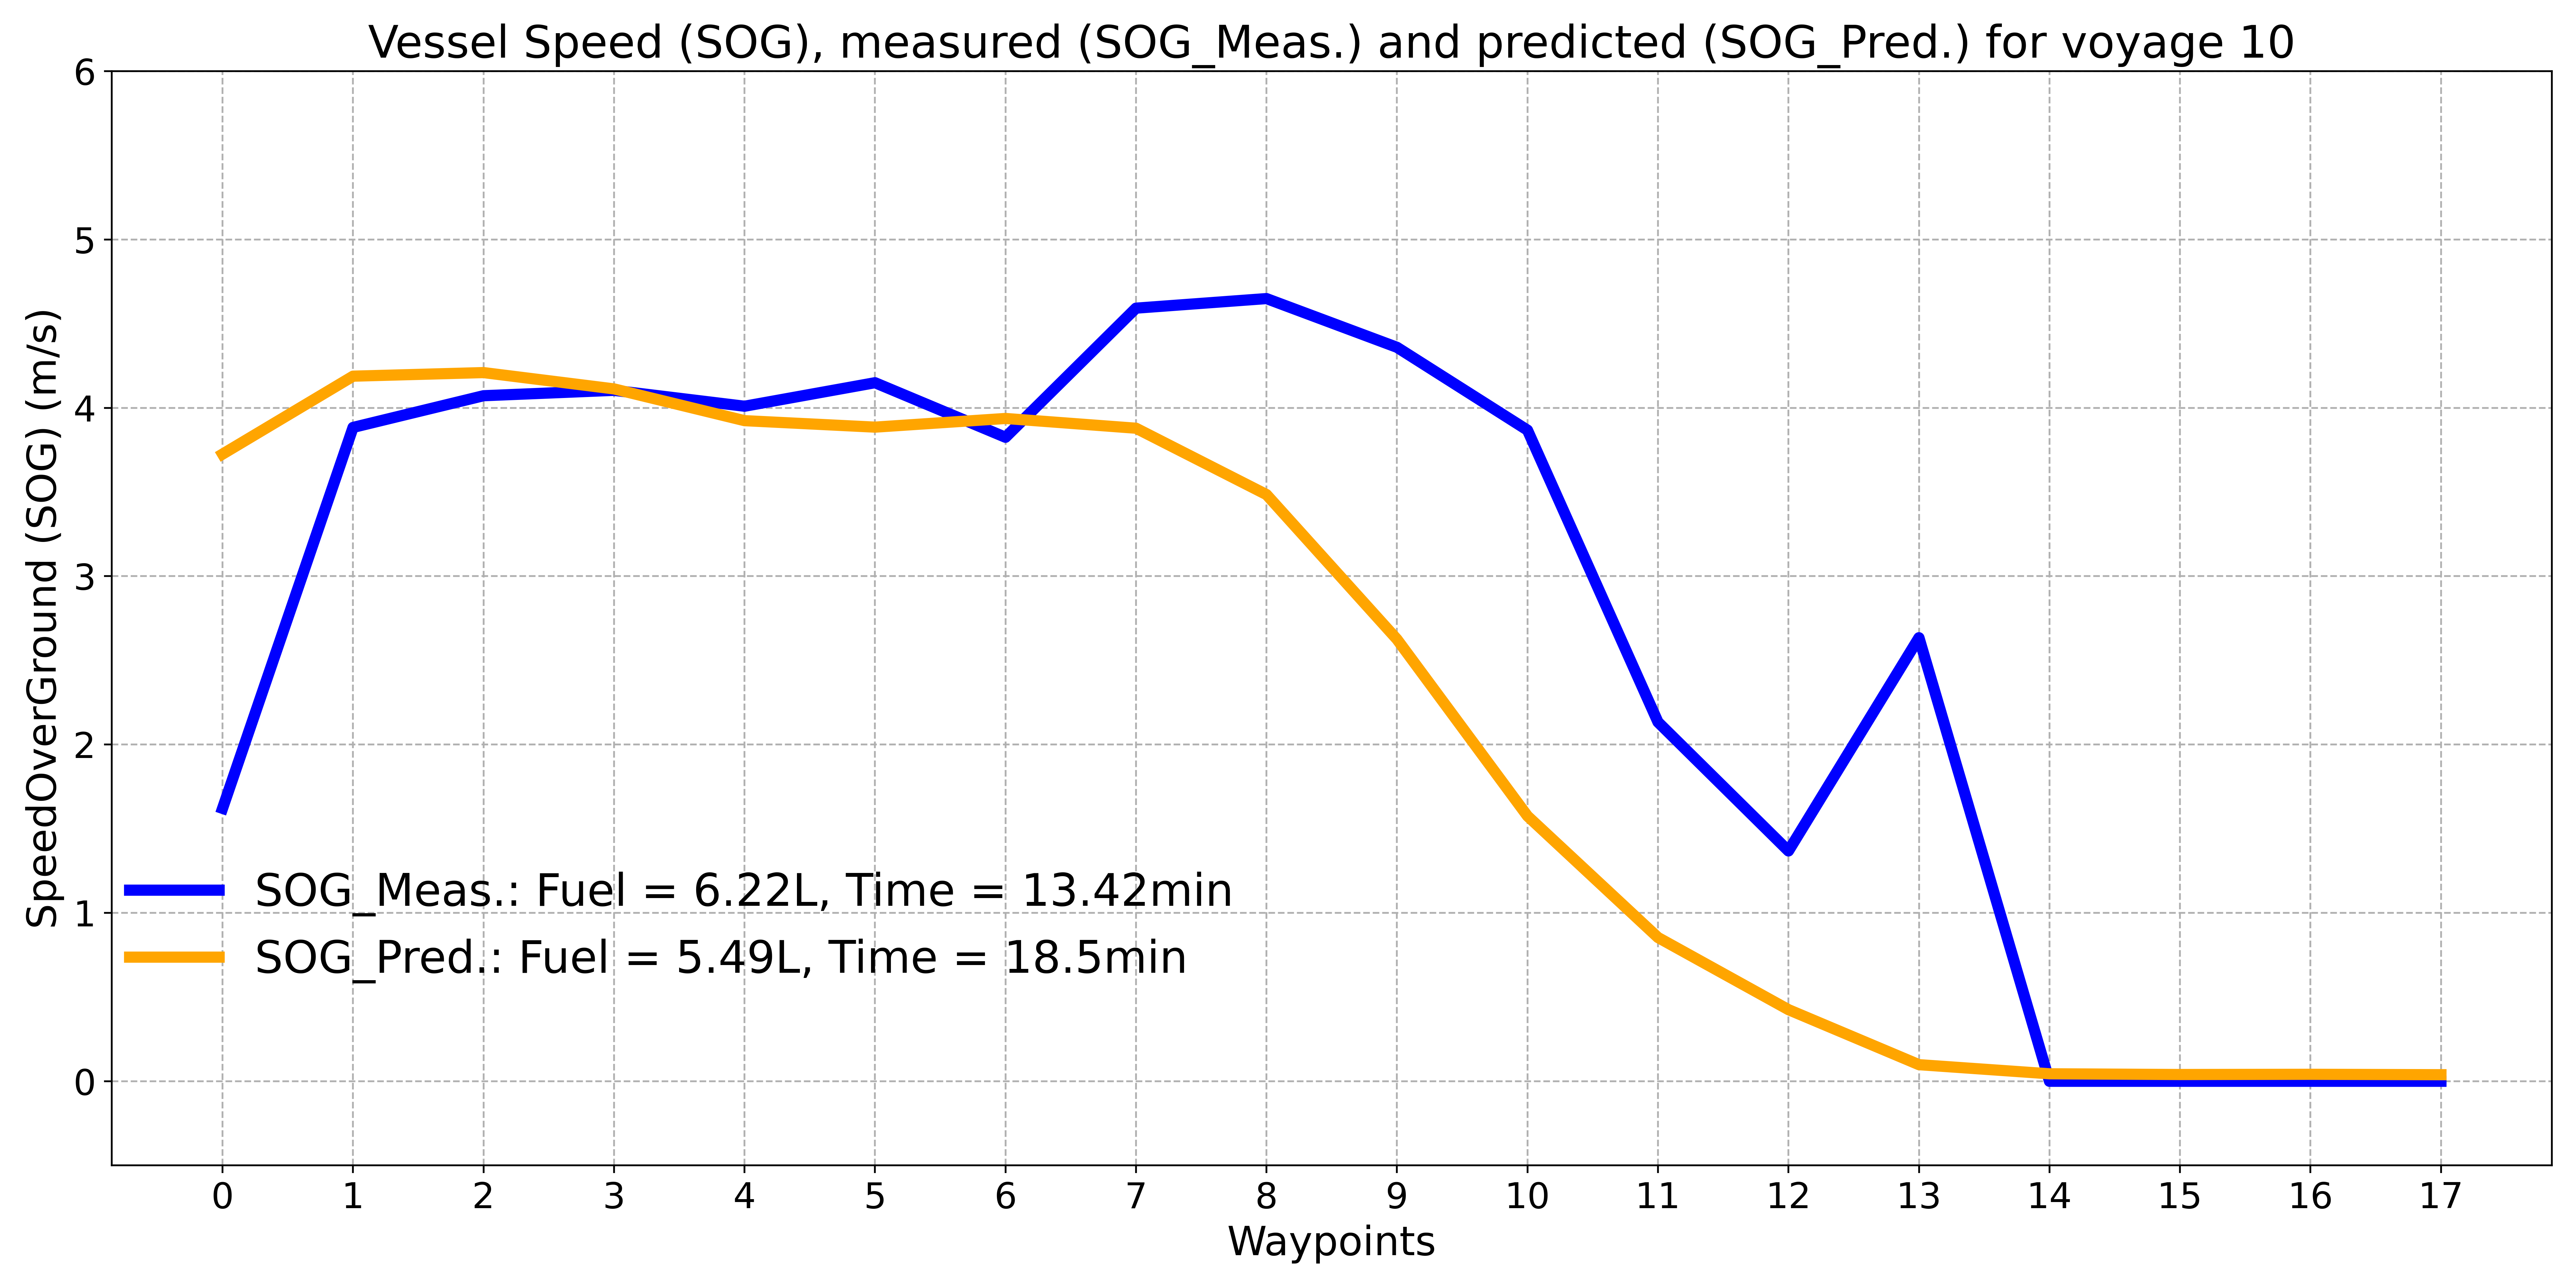 Vessel Speed (SOG), measured (SOG_Meas.) and predicted (SOG_Pred.) for voyage 10
6
5
4
3
2
1
0
SpeedOverGround (SOG) (m/s)
SOG_Meas.: Fuel = 6.22L, Time = 13.42min
SOG_Pred.: Fuel = 5.49L, Time = 18.5min
0 1 2 3 4 5 6 7 8 9 10 11 12 13 14 15 16 17
Waypoints